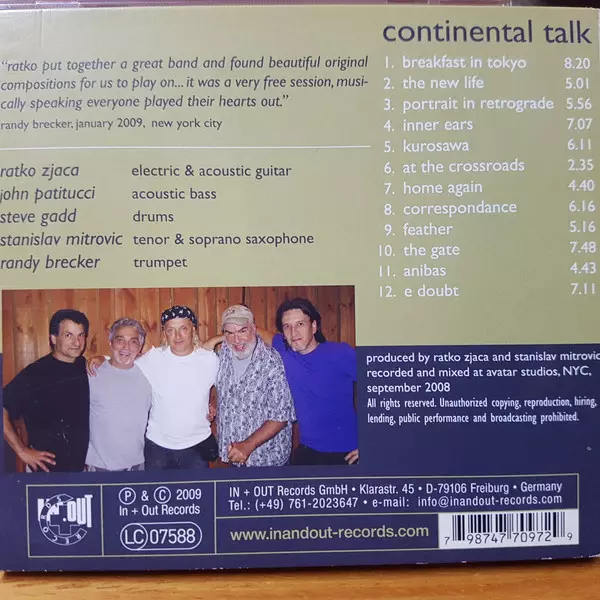 continental talk
"ratko put together a great band and found beautiful original
compositions for us to play on... it was a very free session, musi-
cally speaking everyone played their hearts out."
randy brecker, january 2009, new york city
ratko zjaca electric & acoustic guitar
john patitucci acoustic bass
steve gadd drums
stanislav mitrovic tenor & soprano saxophone
randy brecker trumpet
1. breakfast in tokyo 8.20
2. the new life 5.01
3. portrait in retrograde 5.56
4. inner ears 7.07
5. kurosawa 6.11
6. at the crossroads 2.35
7. home again 4.40
8. correspondance 6.16
9. feather 5.16
10. the gate 7.48
11. anibas 4.43
12. e doubt 7.11
produced by ratko zjaca and stanislav mitrovic
recorded and mixed at avatar studios, NYC,
september 2008
All rights reserved. Unauthorized copying, reproduction, hiring,
lending, public performance and broadcasting prohibited.
IN+OUT
RECORDS
Ⓟ & © 2009
In + Out Records
LC 07588
IN + OUT Records GmbH • Klarastr. 45 • D-79106 Freiburg • Germany
Tel.: (+49) 761-2023647 • e-mail: info@inandout-records.com
www.inandout-records.com
7 98747 70972 9